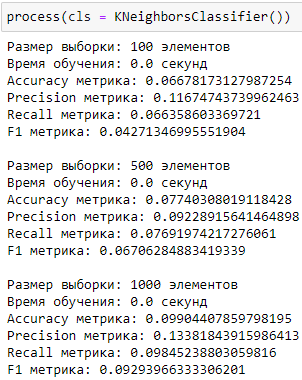 process(cls = KNeighborsClassifier())
Размер выборки: 100 элементов
Время обучения: 0.0 секунд
Accuracy метрика: 0.06678173127987254
Precision метрика: 0.11674743739962463
Recall метрика: 0.066358603369721
F1 метрика: 0.04271346995551904
Размер выборки: 500 элементов
Время обучения: 0.0 секунд
Accuracy метрика: 0.07740308019118428
Precision метрика: 0.09228915641464898
Recall метрика: 0.07691974217276061
F1 метрика: 0.06706284883419339
Размер выборки: 1000 элементов
Время обучения: 0.0 секунд
Accuracy метрика: 0.09904407859798195
Precision метрика: 0.13381843915986413
Recall метрика: 0.09845238803059816
F1 метрика: 0.09293966333306201